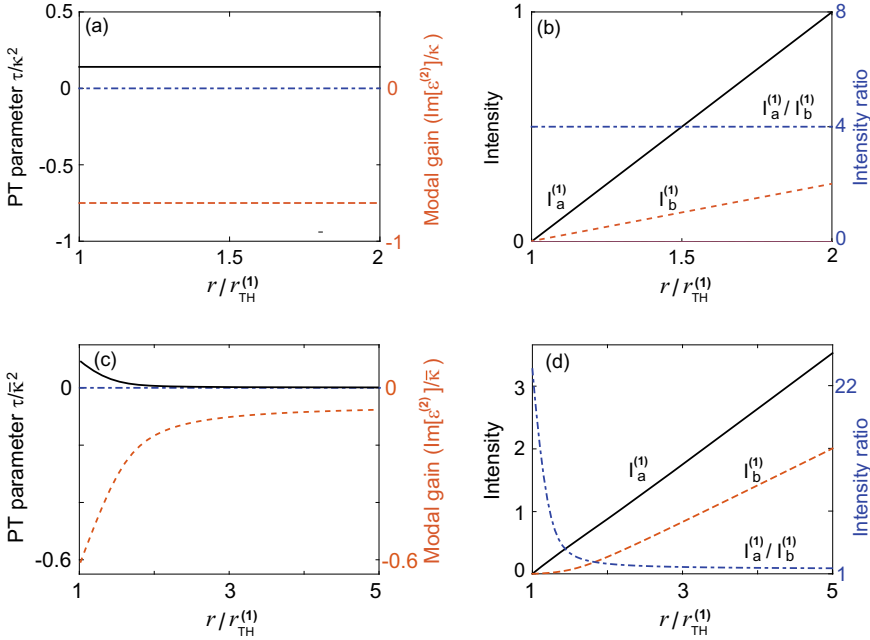 (a)
PT parameter τ/κ²
0.5
0
-0.5
-1
0
-1
Modal gain (Im[ε⁽²⁾]/κ)
1
1.5
2
r / r_TH⁽¹⁾
(b)
Intensity
1
0.5
0
8
4
0
Intensity ratio
I_a⁽¹⁾ / I_b⁽¹⁾
I_a⁽¹⁾
I_b⁽¹⁾
1
1.5
2
r / r_TH⁽¹⁾
(c)
PT parameter τ/κ̄²
0
-0.6
0
-0.6
Modal gain (Im[ε⁽²⁾]/κ̄)
1
3
5
r / r_TH⁽¹⁾
(d)
Intensity
3
2
1
0
22
1
Intensity ratio
I_a⁽¹⁾
I_b⁽¹⁾
I_a⁽¹⁾ / I_b⁽¹⁾
1
3
5
r / r_TH⁽¹⁾